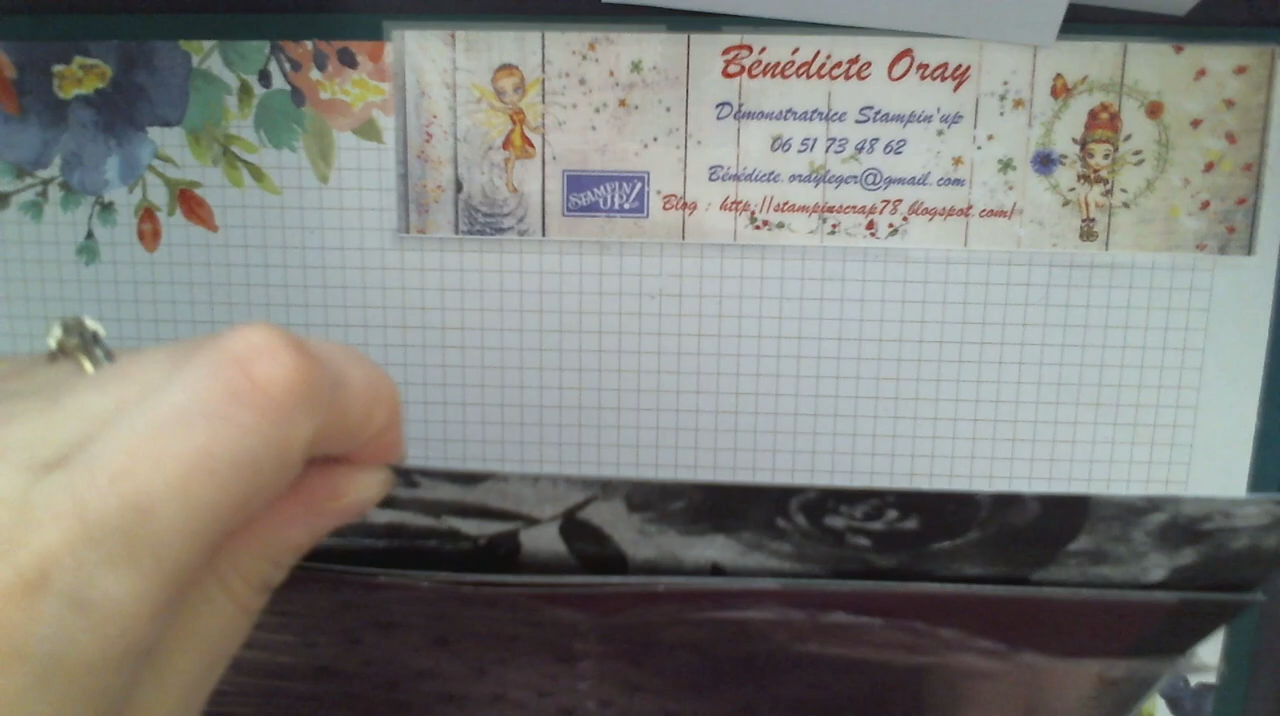 Bénédicte Oray
Démonstratrice Stampin'up
06 51 73 48 62
Bénédicte.orayleger@gmail.com
STAMPIN' UP!
Blog : http://stampinscrap78.blogspot.com/